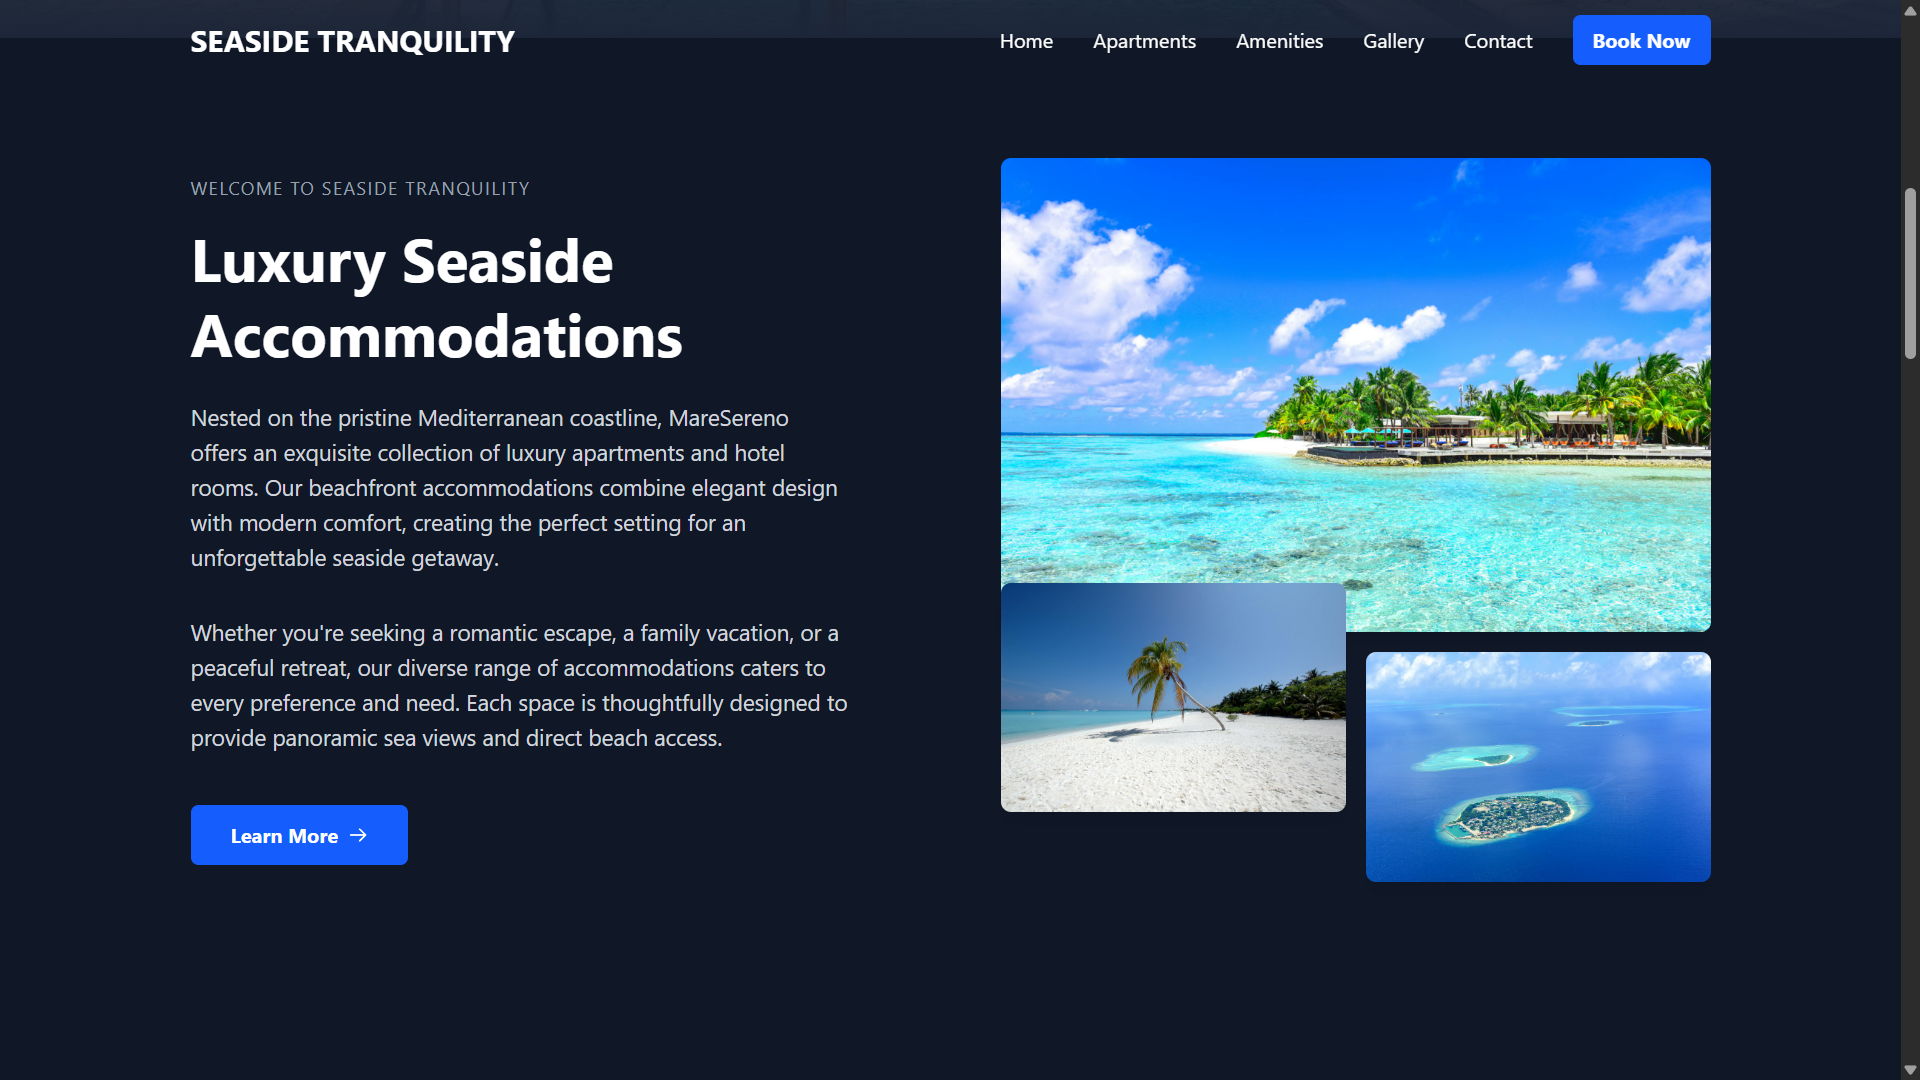 SEASIDE TRANQUILITY
Home
Apartments
Amenities
Gallery
Contact
Book Now
WELCOME TO SEASIDE TRANQUILITY
Luxury Seaside
Accommodations
Nested on the pristine Mediterranean coastline, MareSereno
offers an exquisite collection of luxury apartments and hotel
rooms. Our beachfront accommodations combine elegant design
with modern comfort, creating the perfect setting for an
unforgettable seaside getaway.
Whether you're seeking a romantic escape, a family vacation, or a
peaceful retreat, our diverse range of accommodations caters to
every preference and need. Each space is thoughtfully designed to
provide panoramic sea views and direct beach access.
Learn More